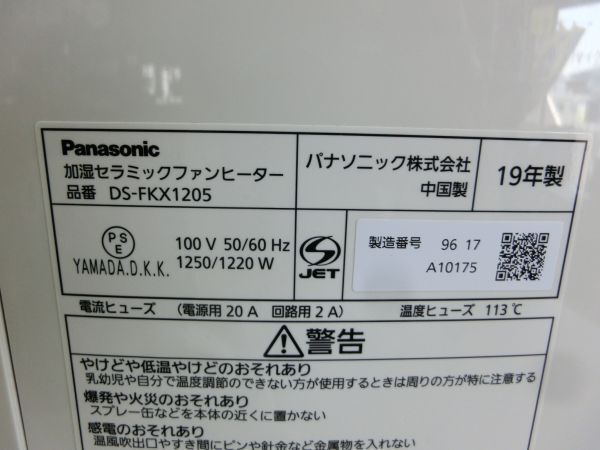 Panasonic
加湿セラミックファンヒーター
品番 DS-FKX1205
パナソニック株式会社
中国製
19年製
PS
E
YAMADA.D.K.K.
100 V 50/60 Hz
1250/1220 W
S
JET
製造番号 96 17
A10175
電流ヒューズ (電源用 20 A 回路用 2 A) 温度ヒューズ 113℃
警告
やけどや低温やけどのおそれあり
乳幼児や自分で温度調節のできない方が使用するときは周りの方が特に注意する
爆発や火災のおそれあり
スプレー缶などを本体の近くに置かない
感電のおそれあり
温風吹出口やすき間にピンや針金など金属物を入れない